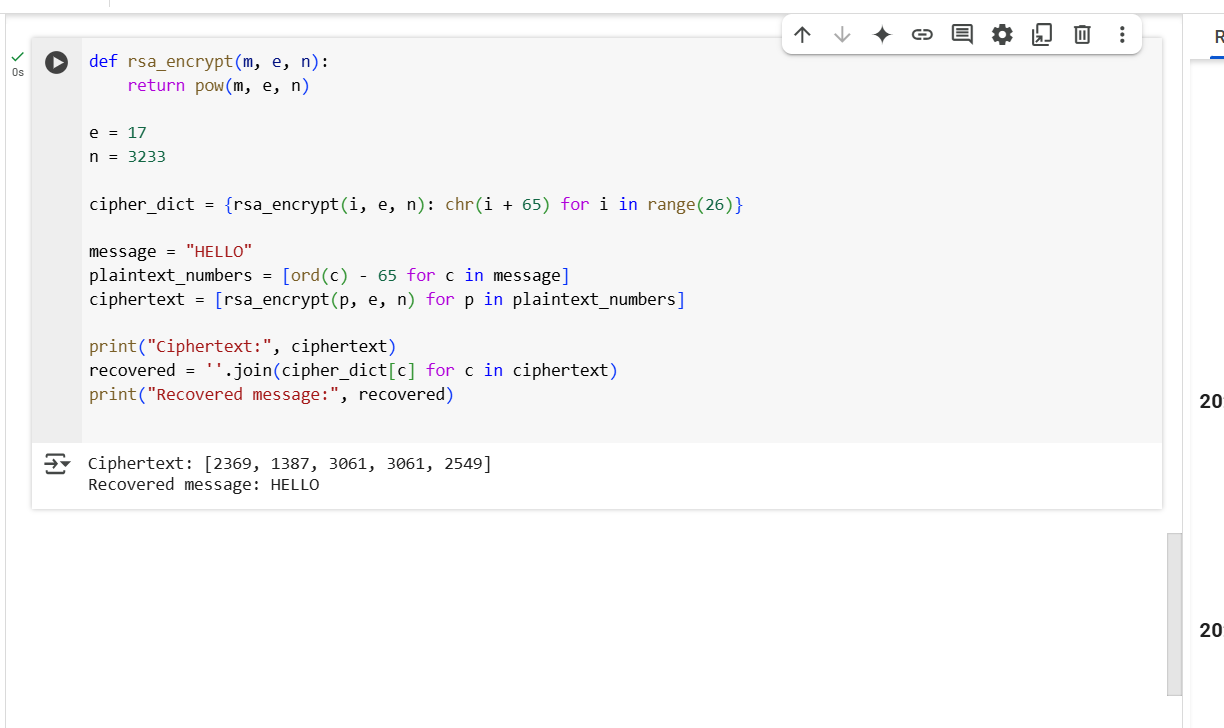 0s
def rsa_encrypt(m, e, n):
    return pow(m, e, n)
e = 17
n = 3233
cipher_dict = {rsa_encrypt(i, e, n): chr(i + 65) for i in range(26)}
message = "HELLO"
plaintext_numbers = [ord(c) - 65 for c in message]
ciphertext = [rsa_encrypt(p, e, n) for p in plaintext_numbers]
print("Ciphertext:", ciphertext)
recovered = ''.join(cipher_dict[c] for c in ciphertext)
print("Recovered message:", recovered)
Ciphertext: [2369, 1387, 3061, 3061, 2549]
Recovered message: HELLO
R
20
20